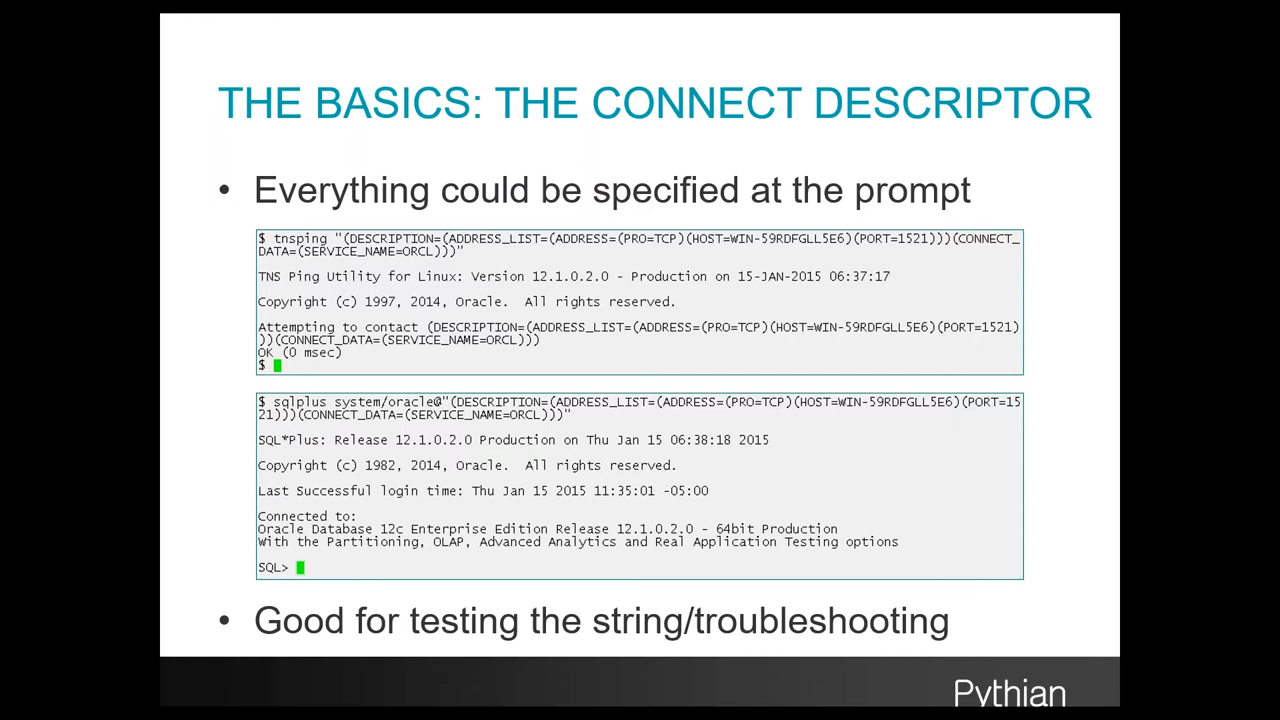 THE BASICS: THE CONNECT DESCRIPTOR
• Everything could be specified at the prompt
$ tnsping "(DESCRIPTION=(ADDRESS_LIST=(ADDRESS=(PRO=TCP)(HOST=WIN-59RDFGLL5E6)(PORT=1521)))(CONNECT_
DATA=(SERVICE_NAME=ORCL)))"
TNS Ping Utility for Linux: Version 12.1.0.2.0 - Production on 15-JAN-2015 06:37:17
Copyright (c) 1997, 2014, Oracle.  All rights reserved.
Attempting to contact (DESCRIPTION=(ADDRESS_LIST=(ADDRESS=(PRO=TCP)(HOST=WIN-59RDFGLL5E6)(PORT=1521)
))(CONNECT_DATA=(SERVICE_NAME=ORCL)))
OK (0 msec)
$
$ sqlplus system/oracle@"(DESCRIPTION=(ADDRESS_LIST=(ADDRESS=(PRO=TCP)(HOST=WIN-59RDFGLL5E6)(PORT=15
21)))(CONNECT_DATA=(SERVICE_NAME=ORCL)))"
SQL*Plus: Release 12.1.0.2.0 Production on Thu Jan 15 06:38:18 2015
Copyright (c) 1982, 2014, Oracle.  All rights reserved.
Last Successful login time: Thu Jan 15 2015 11:35:01 -05:00
Connected to:
Oracle Database 12c Enterprise Edition Release 12.1.0.2.0 - 64bit Production
With the Partitioning, OLAP, Advanced Analytics and Real Application Testing options
SQL>
• Good for testing the string/troubleshooting
Pythian